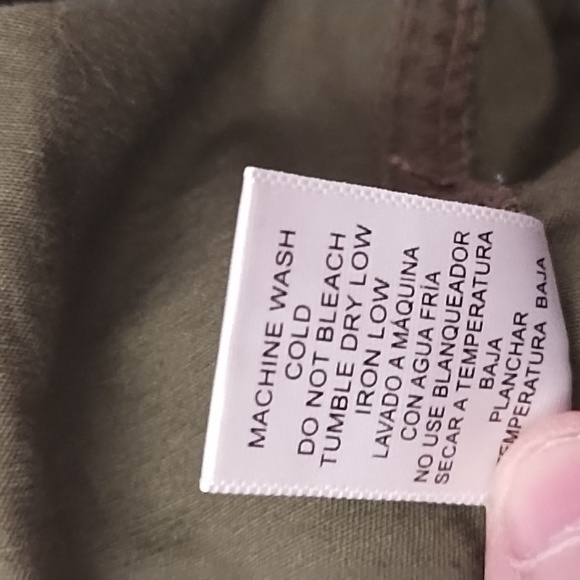 MACHINE WASH
COLD
DO NOT BLEACH
TUMBLE DRY LOW
IRON LOW
LAVADO A MÁQUINA
CON AGUA FRÍA
NO USE BLANQUEADOR
SECAR A TEMPERATURA
BAJA
PLANCHAR
TEMPERATURA BAJA